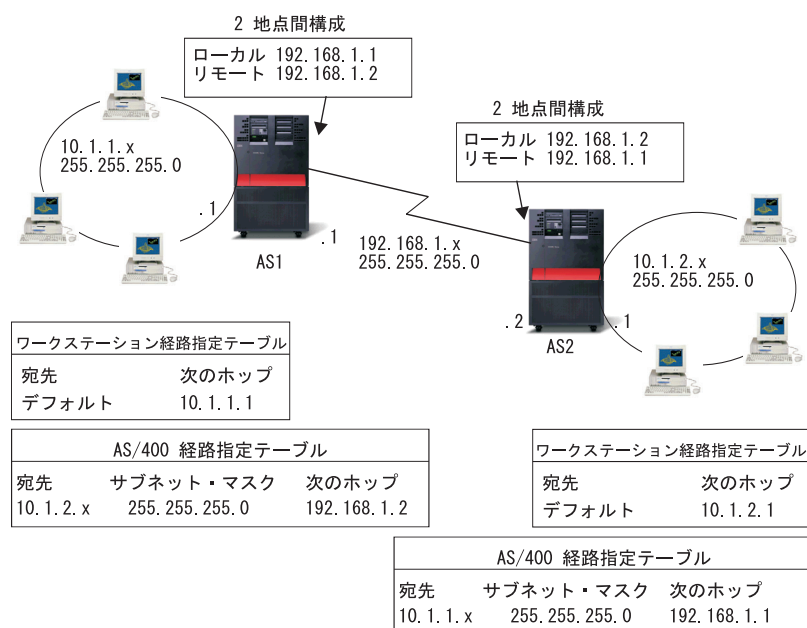 2 地点間構成
ローカル 192.168.1.1
リモート 192.168.1.2
2 地点間構成
ローカル 192.168.1.2
リモート 192.168.1.1
10.1.1.x
255.255.255.0
.1
.1
AS1
192.168.1.x
255.255.255.0
10.1.2.x
255.255.255.0
.2
.1
AS2
ワークステーション経路指定テーブル
宛先 次のホップ
デフォルト 10.1.1.1
AS/400 経路指定テーブル
宛先 サブネット・マスク 次のホップ
10.1.2.x 255.255.255.0 192.168.1.2
ワークステーション経路指定テーブル
宛先 次のホップ
デフォルト 10.1.2.1
AS/400 経路指定テーブル
宛先 サブネット・マスク 次のホップ
10.1.1.x 255.255.255.0 192.168.1.1